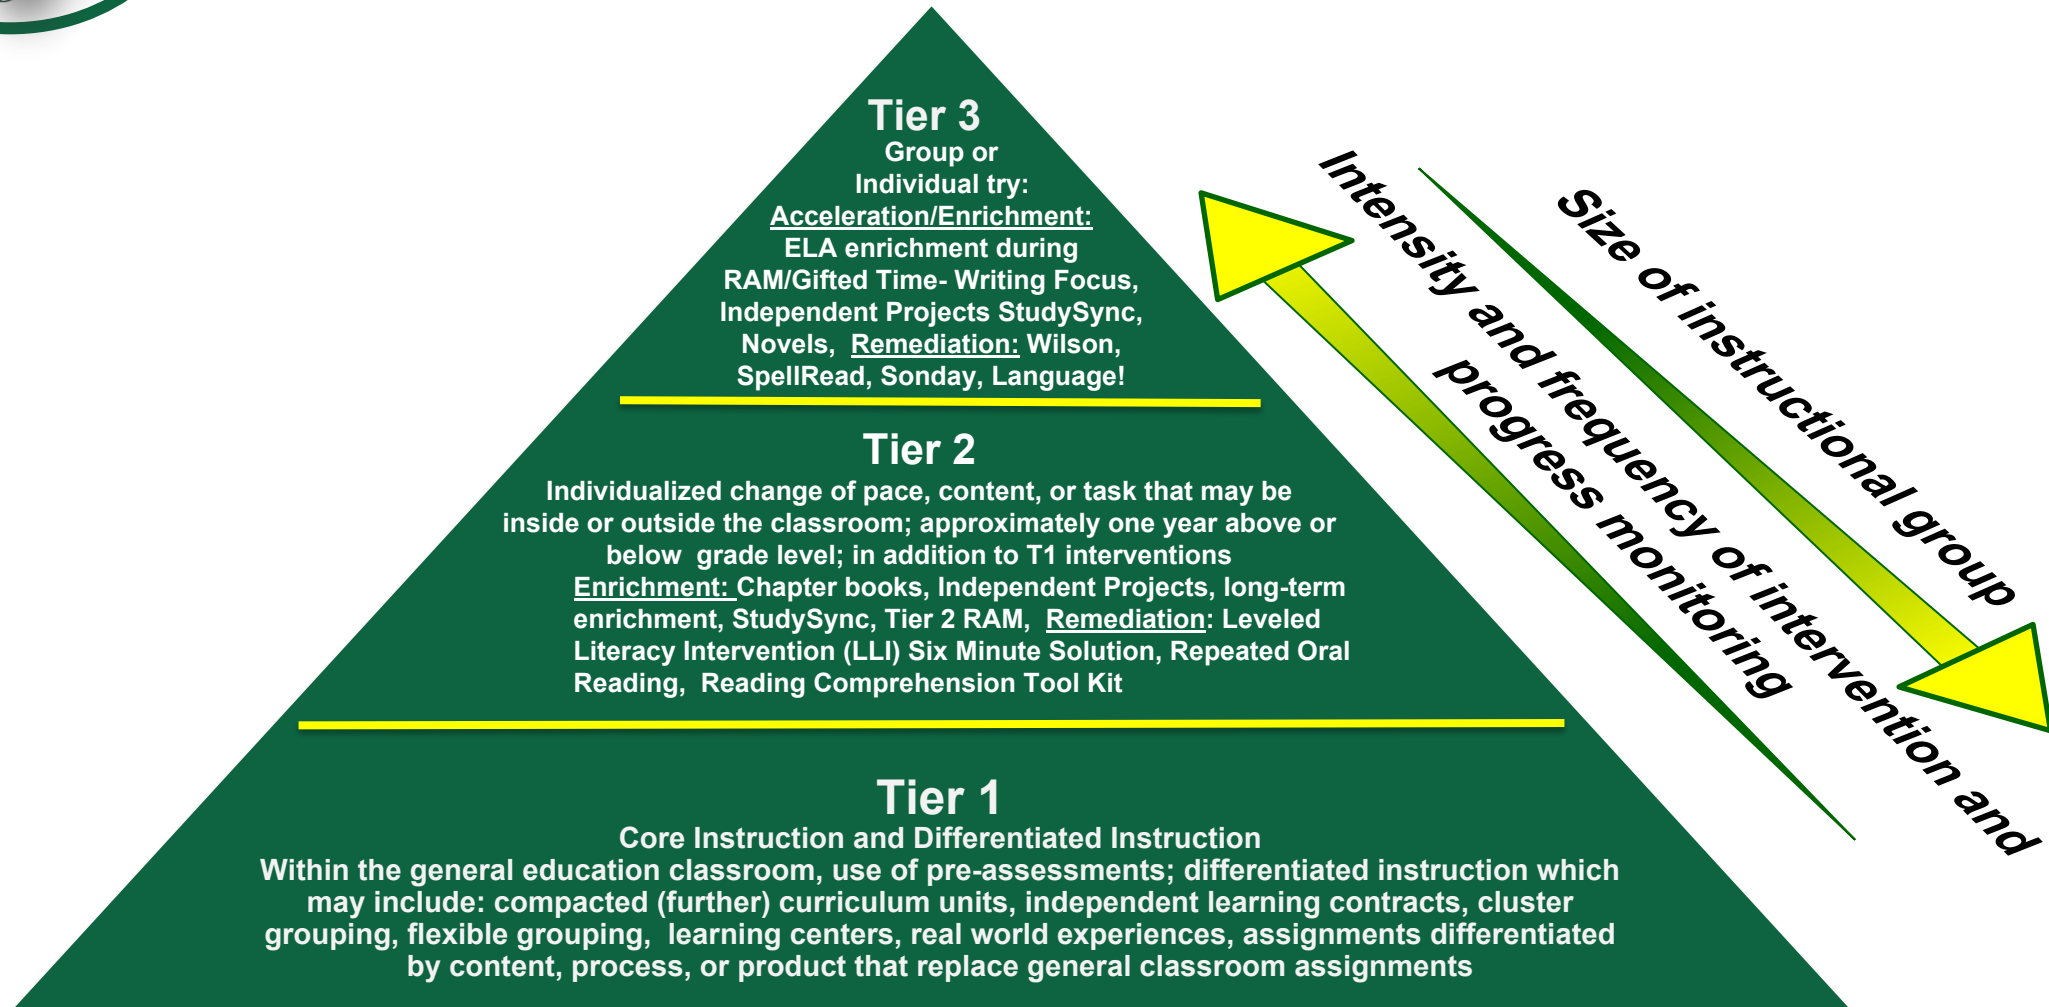 Tier 3
Group or
Individual try:
Acceleration/Enrichment:
ELA enrichment during
RAM/Gifted Time- Writing Focus,
Independent Projects StudySync,
Novels,  Remediation: Wilson,
SpellRead, Sonday, Language!
Tier 2
Individualized change of pace, content, or task that may be
inside or outside the classroom; approximately one year above or
below  grade level; in addition to T1 interventions
Enrichment: Chapter books, Independent Projects, long-term
enrichment, StudySync, Tier 2 RAM,  Remediation: Leveled
Literacy Intervention (LLI) Six Minute Solution, Repeated Oral
Reading,  Reading Comprehension Tool Kit
Tier 1
Core Instruction and Differentiated Instruction
Within the general education classroom, use of pre-assessments; differentiated instruction which
may include: compacted (further) curriculum units, independent learning contracts, cluster
grouping, flexible grouping,  learning centers, real world experiences, assignments differentiated
by content, process, or product that replace general classroom assignments
Intensity and frequency of intervention and
progress monitoring
Size of instructional group